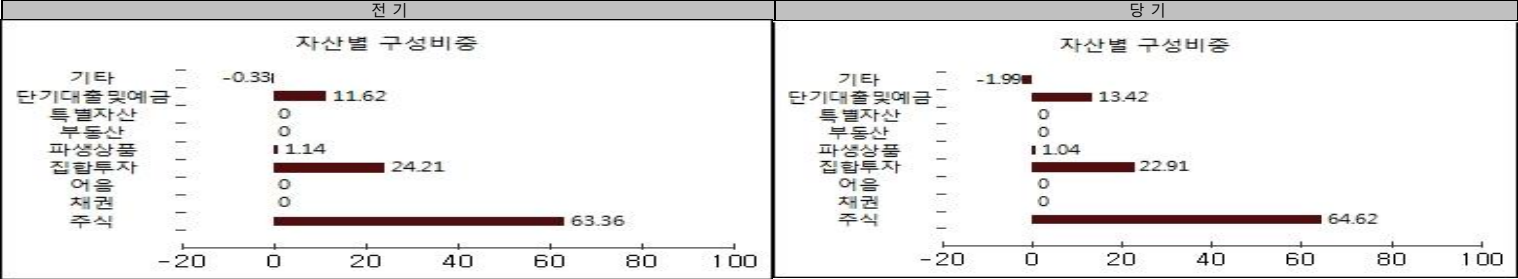 전 기
자산별 구성비중
기타 -0.33
단기대출및예금 11.62
특별자산 0
부동산 0
파생상품 1.14
집합투자 24.21
어음 0
채권 0
주식 63.36
-20 0 20 40 60 80 100
당 기
자산별 구성비중
기타 -1.99
단기대출및예금 13.42
특별자산 0
부동산 0
파생상품 1.04
집합투자 22.91
어음 0
채권 0
주식 64.62
-20 0 20 40 60 80 100